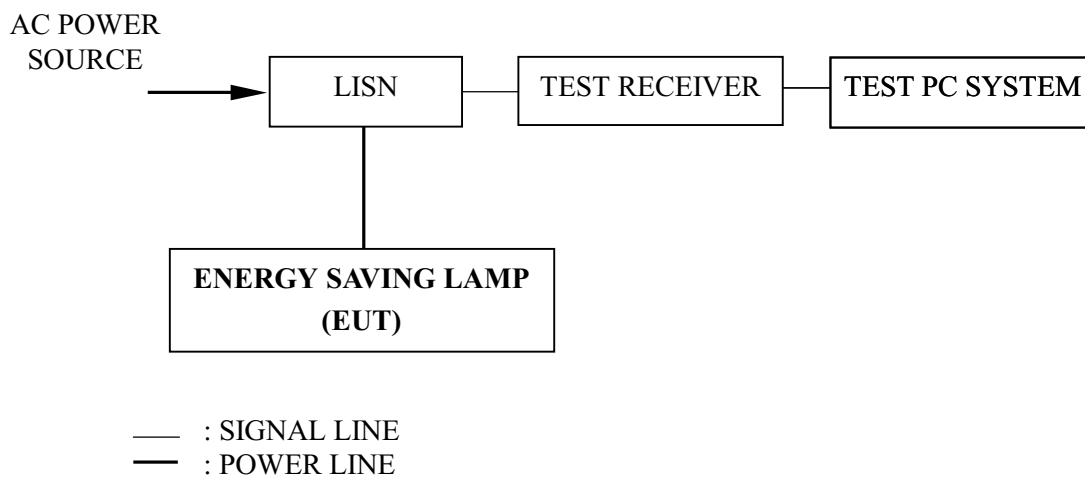 AC POWER
SOURCE
LISN
TEST RECEIVER
TEST PC SYSTEM
ENERGY SAVING LAMP
(EUT)
: SIGNAL LINE
: POWER LINE